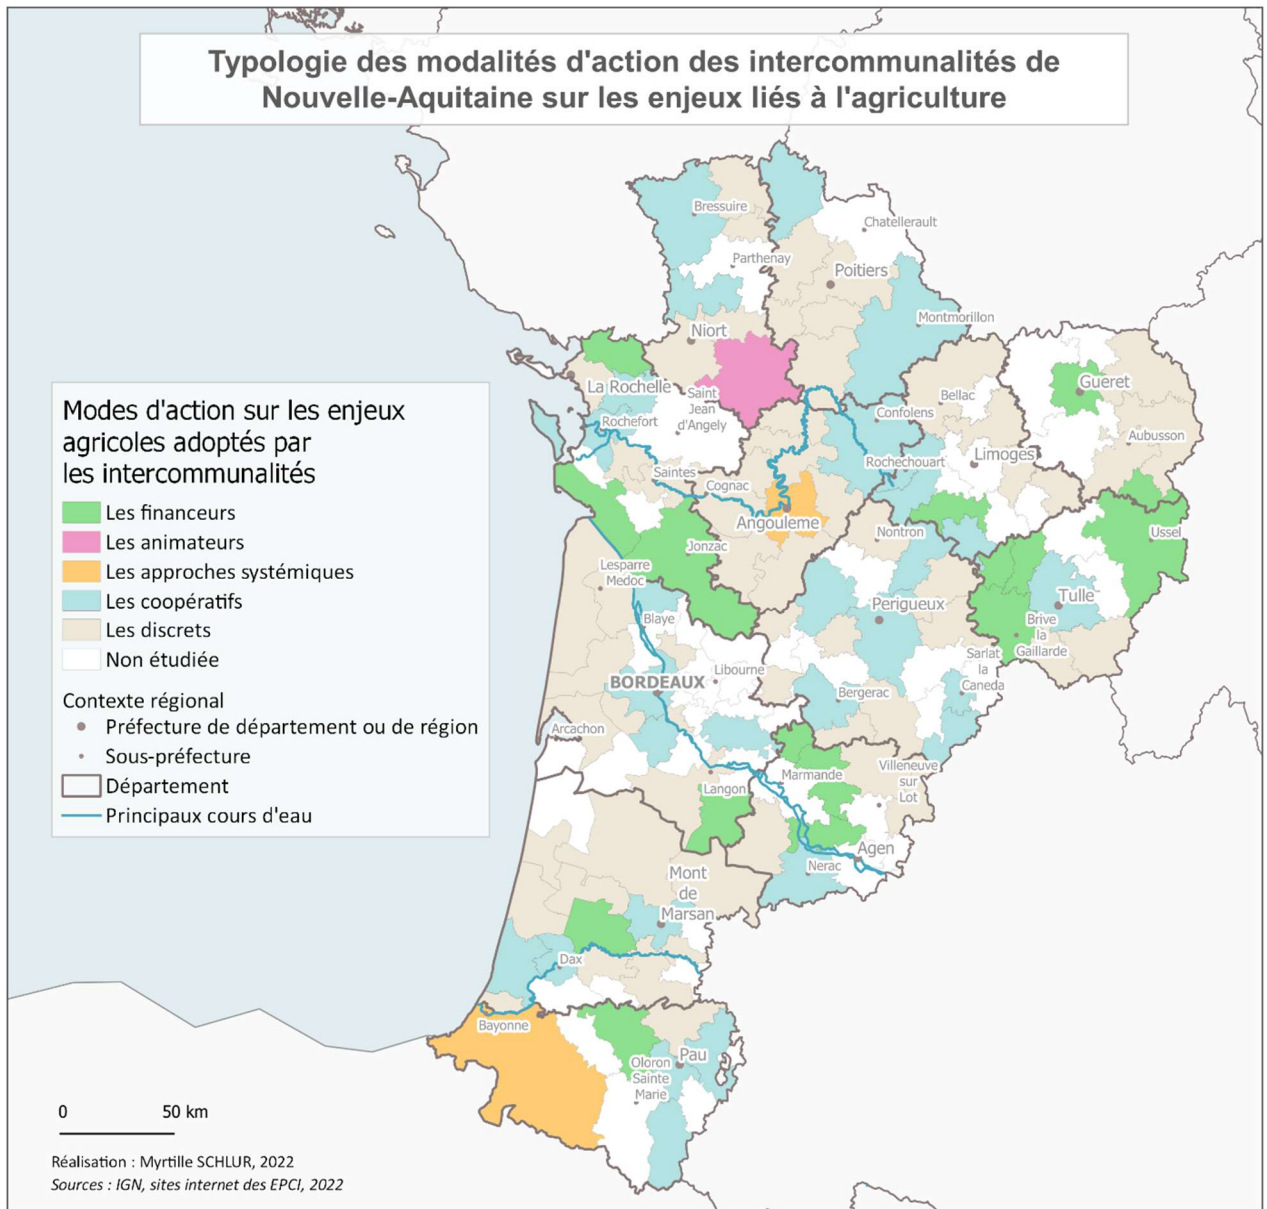 Typologie des modalités d'action des intercommunalités de
Nouvelle-Aquitaine sur les enjeux liés à l'agriculture
Bressuire
Chatellerault
Parthenay
Poitiers
Montmorillon
Niort
La Rochelle
Saint
Jean
d'Angely
Gueret
Bellac
Confolens
Rochefort
Aubusson
Limoges
Rochechouart
Saintes
Cognac
Angouleme
Nontron
Ussel
Jonzac
Lesparre
Medoc
Perigueux
Tulle
Blaye
Brive
la
Gaillarde
Sarlat
la
Caneda
Libourne
BORDEAUX
Bergerac
Arcachon
Marmande
Villeneuve
sur
Lot
Langon
Agen
Nerac
Mont
de
Marsan
Dax
Bayonne
Pau
Oloron
Sainte
Marie
Modes d'action sur les enjeux
agricoles adoptés par
les intercommunalités
Les financeurs
Les animateurs
Les approches systémiques
Les coopératifs
Les discrets
Non étudiée
Contexte régional
Préfecture de département ou de région
Sous-préfecture
Département
Principaux cours d'eau
0 50 km
Réalisation : Myrtille SCHLUR, 2022
Sources : IGN, sites internet des EPCI, 2022